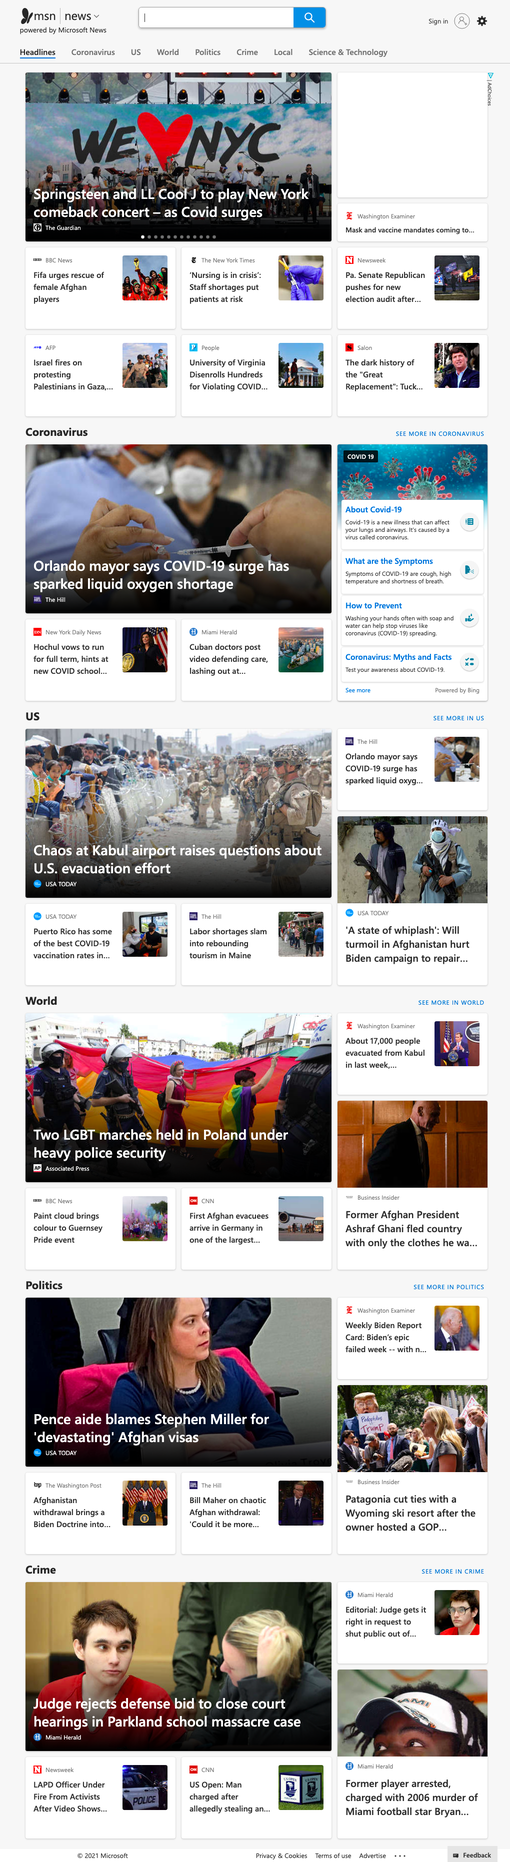 msn | news
powered by Microsoft News
Sign in
Headlines Coronavirus US World Politics Crime Local Science & Technology
AdChoices
WE NYC
Springsteen and LL Cool J to play New York
comeback concert – as Covid surges
The Guardian
Washington Examiner
Mask and vaccine mandates coming to...
BBC News
Fifa urges rescue of
female Afghan
players
The New York Times
'Nursing is in crisis':
Staff shortages put
patients at risk
Newsweek
Pa. Senate Republican
pushes for new
election audit after...
AFP
Israel fires on
protesting
Palestinians in Gaza,...
People
University of Virginia
Disenrolls Hundreds
for Violating COVID...
Salon
The dark history of
the "Great
Replacement": Tuck...
Coronavirus
SEE MORE IN CORONAVIRUS
Orlando mayor says COVID-19 surge has
sparked liquid oxygen shortage
The Hill
COVID 19
About Covid-19
Covid-19 is a new illness that can affect
your lungs and airways. It's caused by a
virus called coronavirus.
What are the Symptoms
Symptoms of COVID-19 are cough, high
temperature and shortness of breath.
How to Prevent
Washing your hands often with soap and
water can help stop viruses like
coronavirus (COVID-19) spreading.
Coronavirus: Myths and Facts
Test your awareness about COVID-19.
See more
Powered by Bing
New York Daily News
Hochul vows to run
for full term, hints at
new COVID school...
Miami Herald
Cuban doctors post
video defending care,
lashing out at...
US
SEE MORE IN US
Chaos at Kabul airport raises questions about
U.S. evacuation effort
USA TODAY
The Hill
Orlando mayor says
COVID-19 surge has
sparked liquid oxyg...
USA TODAY
'A state of whiplash': Will
turmoil in Afghanistan hurt
Biden campaign to repair...
USA TODAY
Puerto Rico has some
of the best COVID-19
vaccination rates in...
The Hill
Labor shortages slam
into rebounding
tourism in Maine
World
SEE MORE IN WORLD
POLICJA
Two LGBT marches held in Poland under
heavy police security
AP Associated Press
Washington Examiner
About 17,000 people
evacuated from Kabul
in last week,...
Business Insider
Former Afghan President
Ashraf Ghani fled country
with only the clothes he wa...
BBC News
Paint cloud brings
colour to Guernsey
Pride event
CNN
First Afghan evacuees
arrive in Germany in
one of the largest...
Politics
SEE MORE IN POLITICS
Pence aide blames Stephen Miller for
'devastating' Afghan visas
USA TODAY
Washington Examiner
Weekly Biden Report
Card: Biden's epic
failed week -- with n...
TRUMP
Business Insider
Patagonia cut ties with a
Wyoming ski resort after the
owner hosted a GOP...
wp The Washington Post
Afghanistan
withdrawal brings a
Biden Doctrine into...
The Hill
Bill Maher on chaotic
Afghan withdrawal:
'Could it be more...
Crime
SEE MORE IN CRIME
Judge rejects defense bid to close court
hearings in Parkland school massacre case
Miami Herald
Miami Herald
Editorial: Judge gets it
right in request to
shut public out of...
Miami Herald
Former player arrested,
charged with 2006 murder of
Miami football star Bryan...
Newsweek
LAPD Officer Under
Fire From Activists
After Video Shows...
POLICE
CNN
US Open: Man
charged after
allegedly stealing an...
© 2021 Microsoft
Privacy & Cookies Terms of use Advertise
Feedback